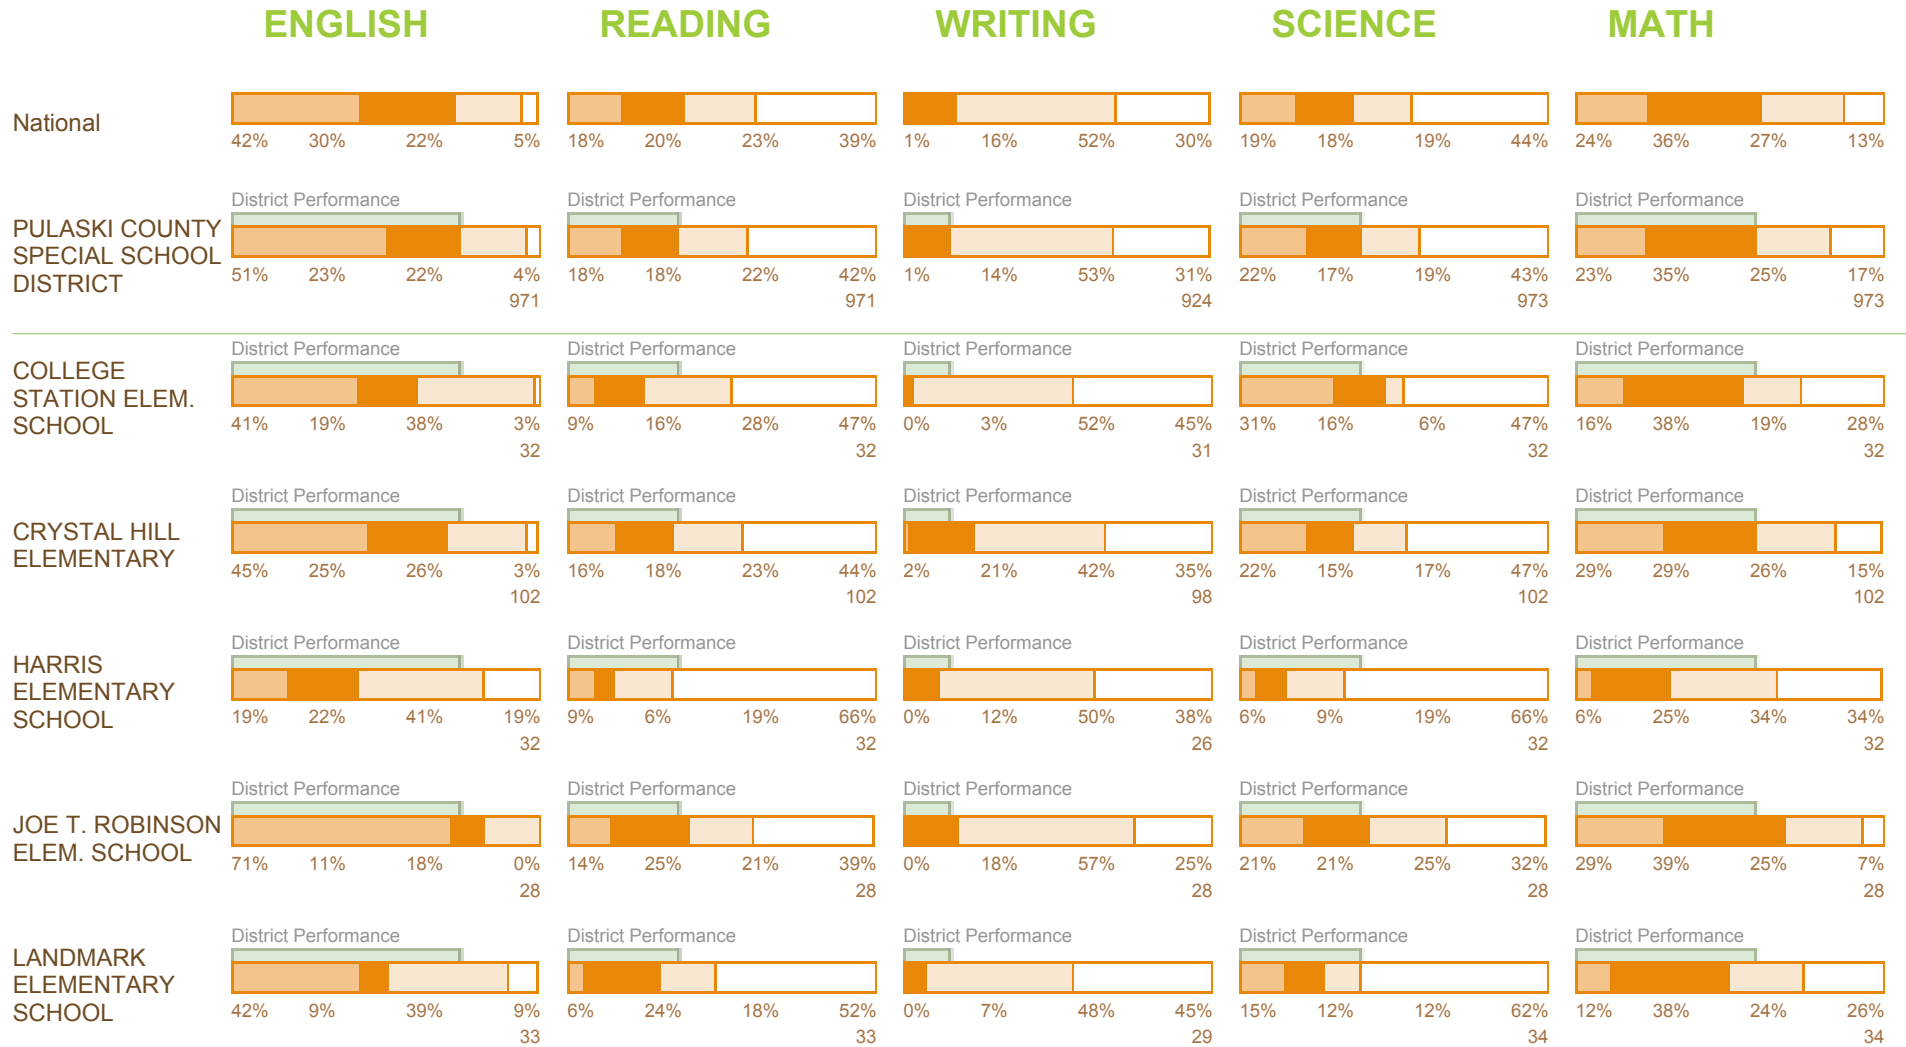 ENGLISH READING WRITING SCIENCE MATH
National
42% 30% 22% 5% 18% 20% 23% 39% 1% 16% 52% 30% 19% 18% 19% 44% 24% 36% 27% 13%
District Performance District Performance District Performance District Performance District Performance
PULASKI COUNTY
SPECIAL SCHOOL
DISTRICT
51% 23% 22% 4% 18% 18% 22% 42% 1% 14% 53% 31% 22% 17% 19% 43% 23% 35% 25% 17%
971 971 924 973 973
District Performance District Performance District Performance District Performance District Performance
COLLEGE
STATION ELEM.
SCHOOL
41% 19% 38% 3% 9% 16% 28% 47% 0% 3% 52% 45% 31% 16% 6% 47% 16% 38% 19% 28%
32 32 31 32 32
District Performance District Performance District Performance District Performance District Performance
CRYSTAL HILL
ELEMENTARY
45% 25% 26% 3% 16% 18% 23% 44% 2% 21% 42% 35% 22% 15% 17% 47% 29% 29% 26% 15%
102 102 98 102 102
District Performance District Performance District Performance District Performance District Performance
HARRIS
ELEMENTARY
SCHOOL
19% 22% 41% 19% 9% 6% 19% 66% 0% 12% 50% 38% 6% 9% 19% 66% 6% 25% 34% 34%
32 32 26 32 32
District Performance District Performance District Performance District Performance District Performance
JOE T. ROBINSON
ELEM. SCHOOL
71% 11% 18% 0% 14% 25% 21% 39% 0% 18% 57% 25% 21% 21% 25% 32% 29% 39% 25% 7%
28 28 28 28 28
District Performance District Performance District Performance District Performance District Performance
LANDMARK
ELEMENTARY
SCHOOL
42% 9% 39% 9% 6% 24% 18% 52% 0% 7% 48% 45% 15% 12% 12% 62% 12% 38% 24% 26%
33 33 29 34 34